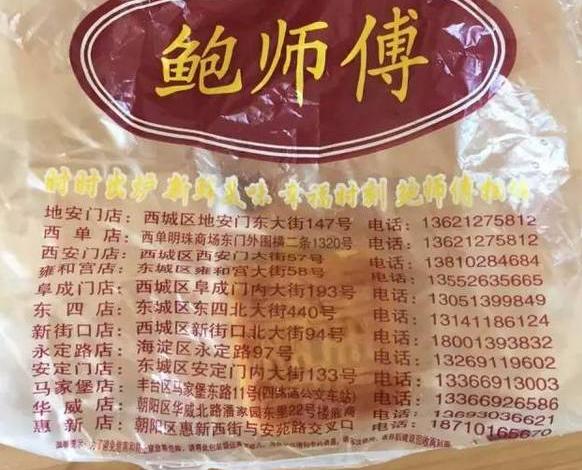 鲍师傅
时时出炉 新鲜美味 幸福时刻 鲍师傅相伴
地安门店：西城区地安门东大街147号 电话：13621275812
西单店：西单明珠商场东门外围横二条1320号 电话：13621275812
西安门店：西城区西安门大街57号 电话：13810284684
雍和宫店：东城区雍和宫大街58号 电话：13552635665
阜成门店：西城区阜成门内大街193号 电话：13051399849
东四店：东城区东四北大街440号 电话：13141186124
新街口店：西城区新街口北大街94号 电话：18001393832
永定路店：海淀区永定路97号 电话：13269119602
安定门店：东城区安定门内大街133号 电话：13366913003
马家堡店：丰台区马家堡东路11号(四洙满公交车站) 电话：13366926586
华威店：朝阳区华威北路潘家园东里22号楼底商 电话：13693036621
惠新店：朝阳区惠新西街与安苑路交叉口 电话：18710165670